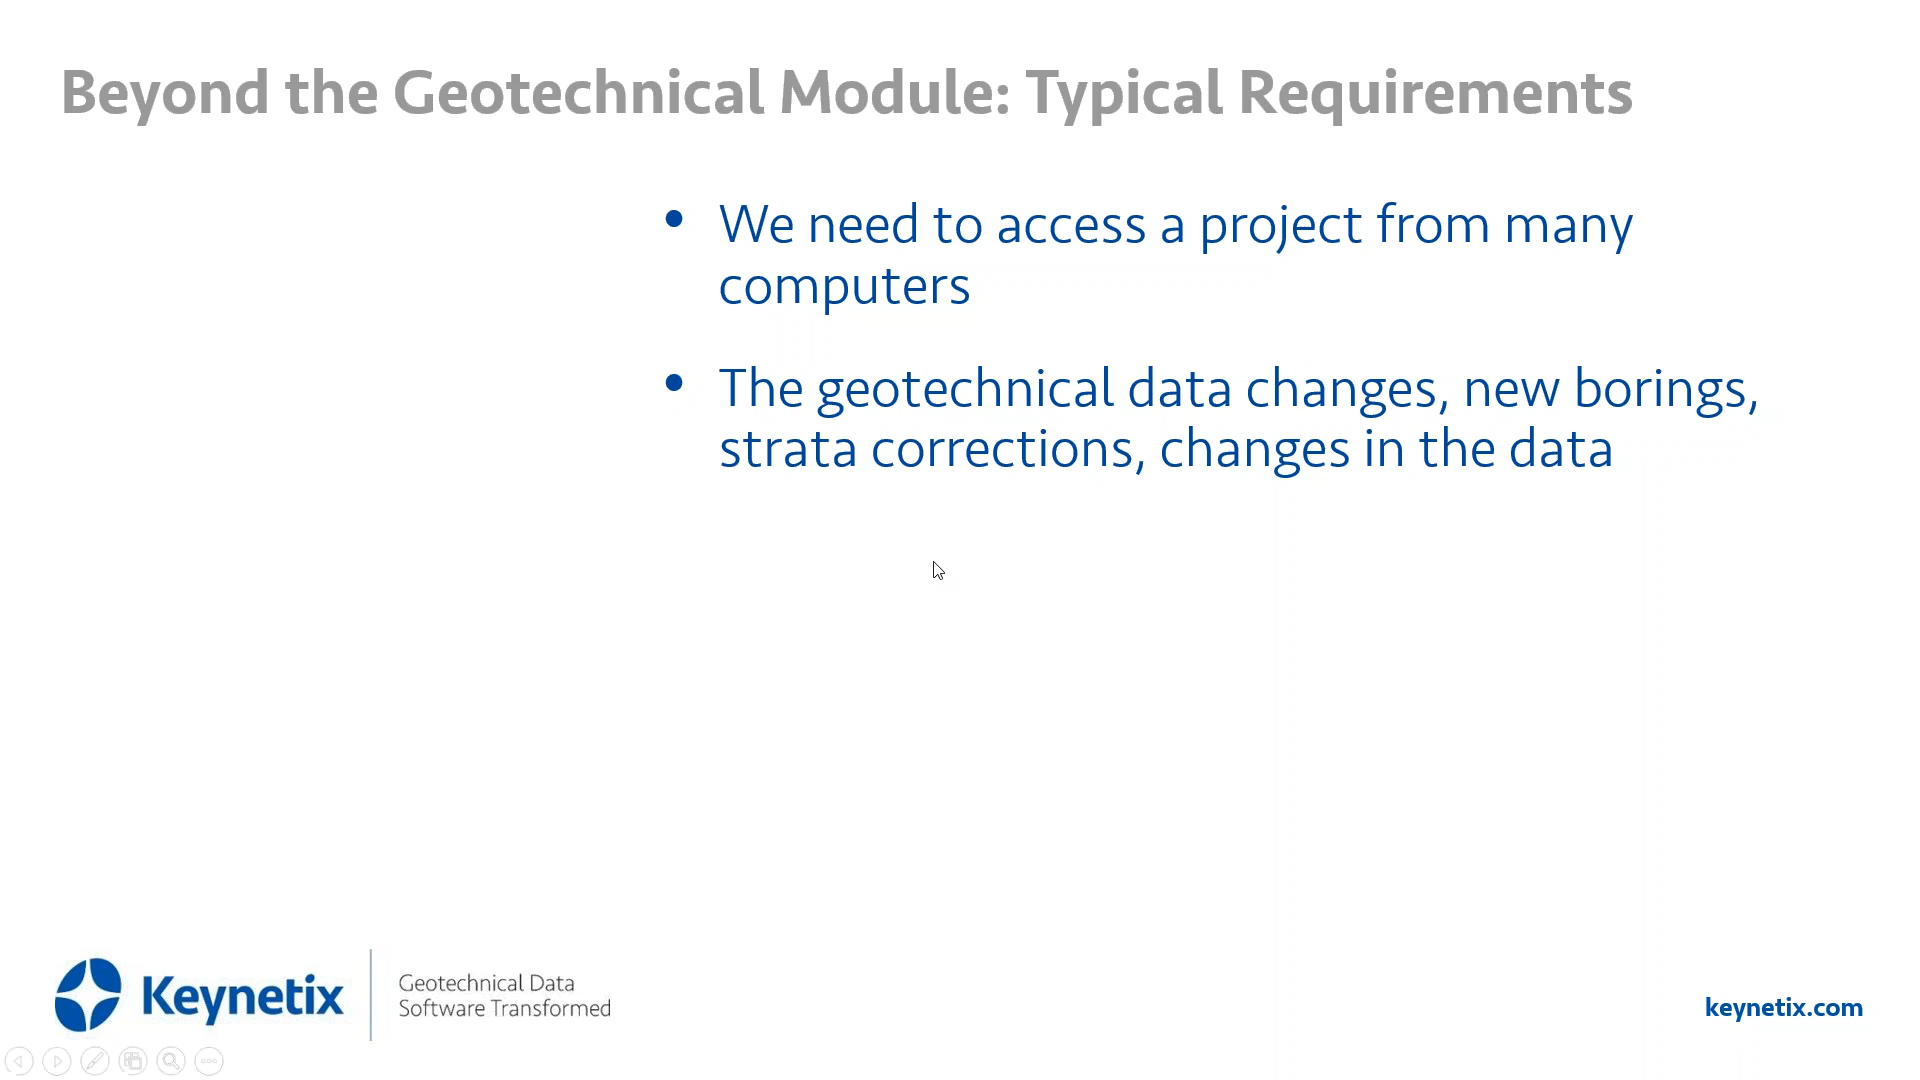 Beyond the Geotechnical Module: Typical Requirements
• We need to access a project from many
computers
• The geotechnical data changes, new borings,
strata corrections, changes in the data
Keynetix
Geotechnical Data
Software Transformed
keynetix.com